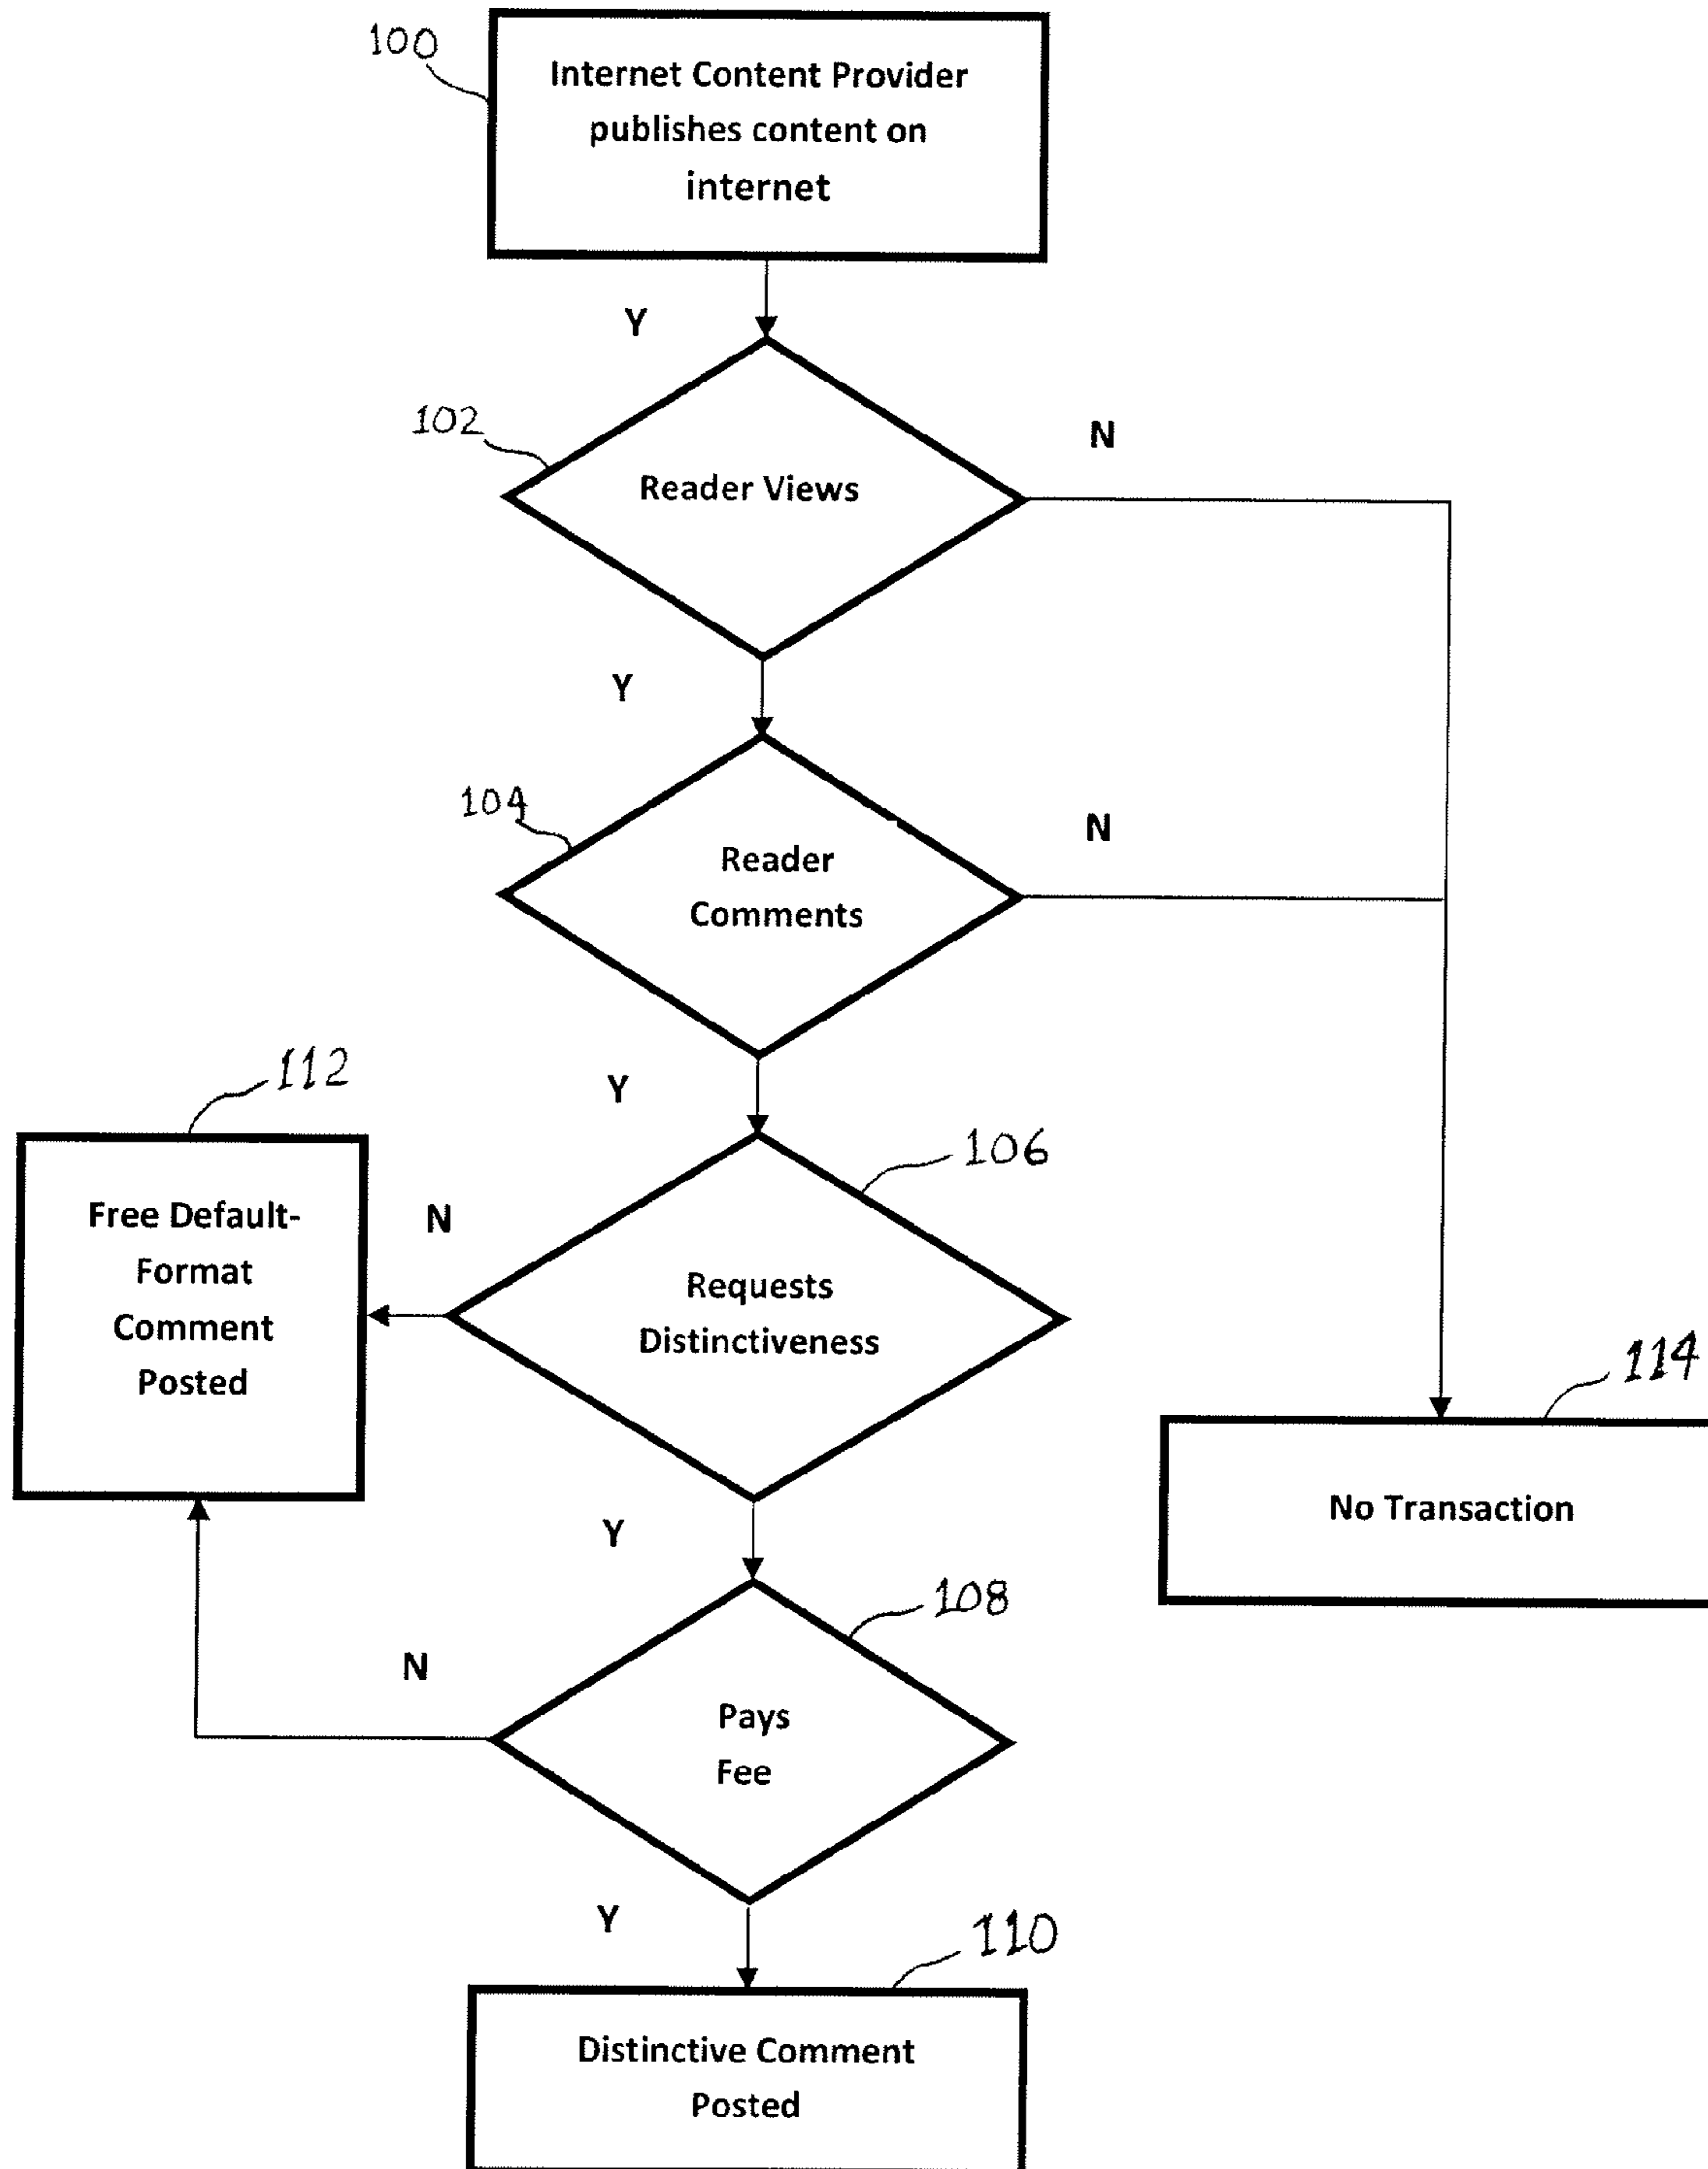 100
Internet Content Provider
publishes content on
internet
Y
102
N
Reader Views
Y
104
N
Reader
Comments
112
Y
106
Free Default-
Format
Comment
Posted
N
Requests
Distinctiveness
114
No Transaction
Y
108
N
Pays
Fee
Y
110
Distinctive Comment
Posted